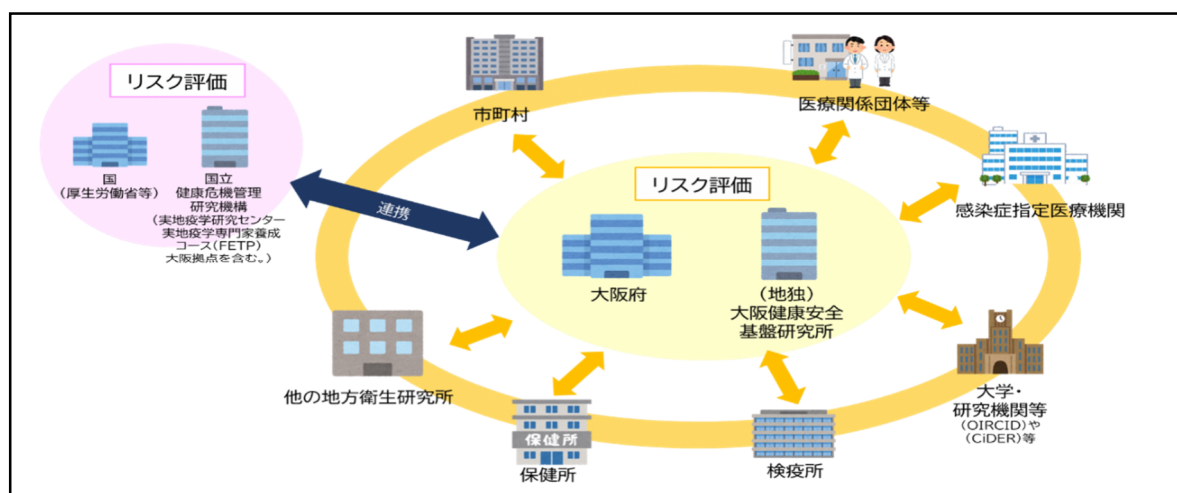 リスク評価
国
(厚生労働省等)
国立
健康危機管理
研究機構
(実地疫学研究センター
実地疫学専門家養成
コース(FETP)
大阪拠点を含む。)
連携
市町村
医療関係団体等
感染症指定医療機関
リスク評価
大阪府
(地独)
大阪健康安全
基盤研究所
他の地方衛生研究所
保健所
保健所
検疫所
大学・
研究機関等
(OIRCID)や
(CiDER)等